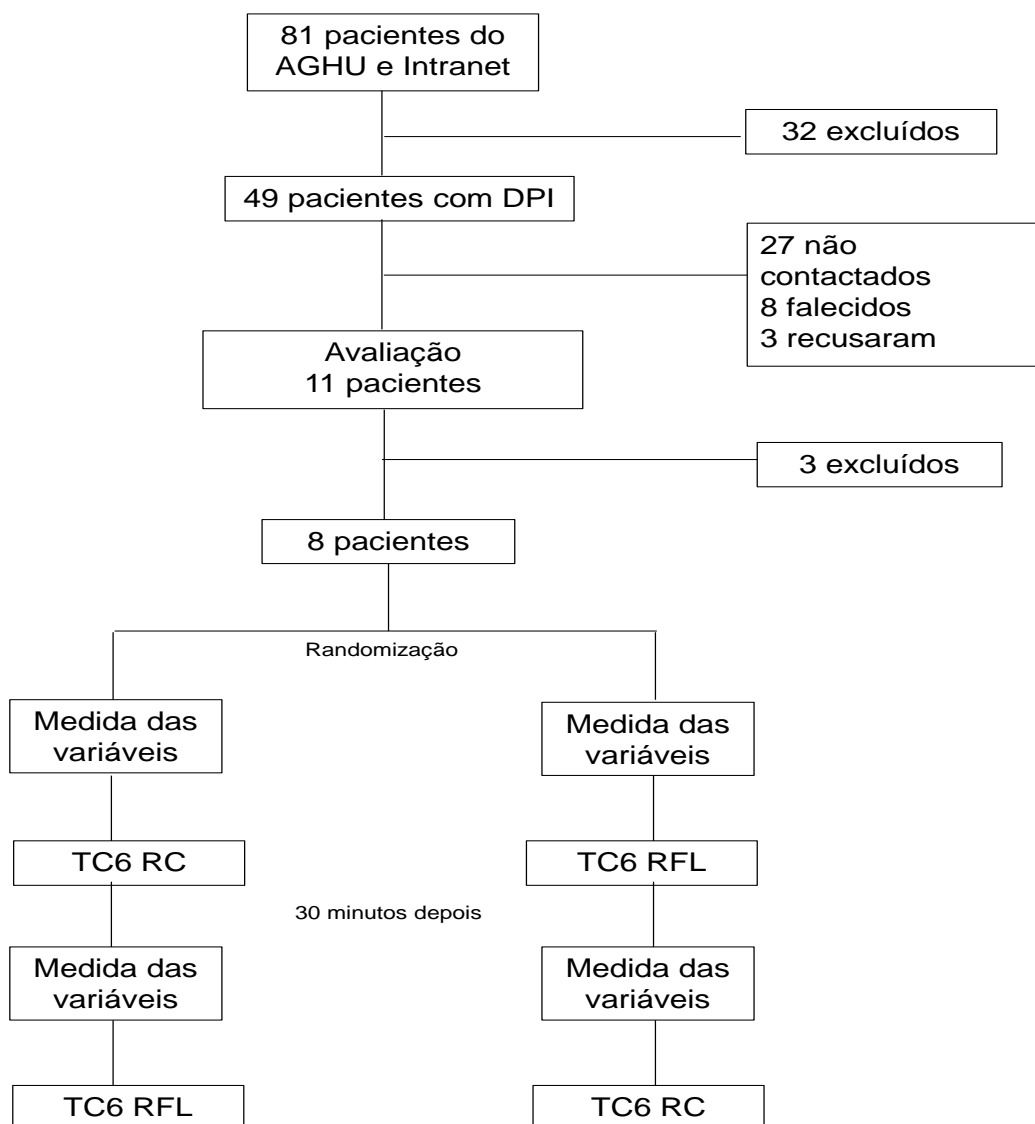 81 pacientes do
AGHU e Intranet
32 excluídos
49 pacientes com DPI
27 não
contactados
8 falecidos
3 recusaram
Avaliação
11 pacientes
3 excluídos
8 pacientes
Randomização
Medida das
variáveis
Medida das
variáveis
TC6 RC
TC6 RFL
30 minutos depois
Medida das
variáveis
Medida das
variáveis
TC6 RFL
TC6 RC